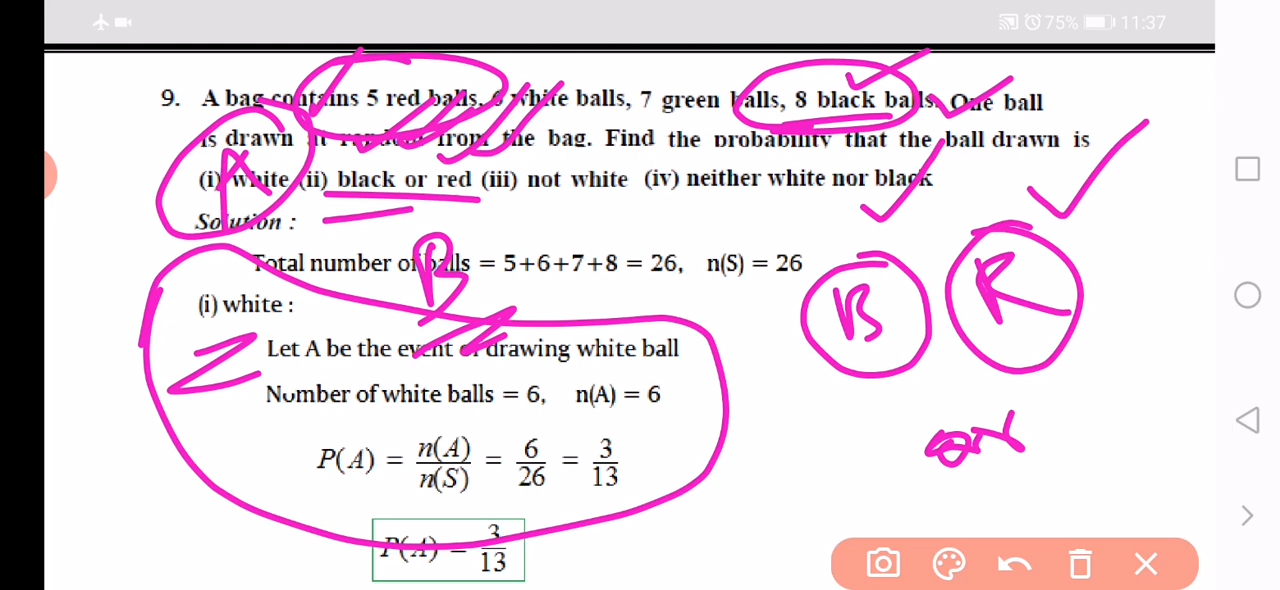 75% 11:37
9. A bag contains 5 red balls, 6 white balls, 7 green balls, 8 black balls. One ball
is drawn at random from the bag. Find the probability that the ball drawn is
(i) white (ii) black or red (iii) not white (iv) neither white nor black
A
Solution :
B
Total number of balls = 5+6+7+8 = 26, n(S) = 26
B R
(i) white :
Let A be the event of drawing white ball
Number of white balls = 6, n(A) = 6
P(A) = n(A)/n(S) = 6/26 = 3/13
P(A) = 3/13